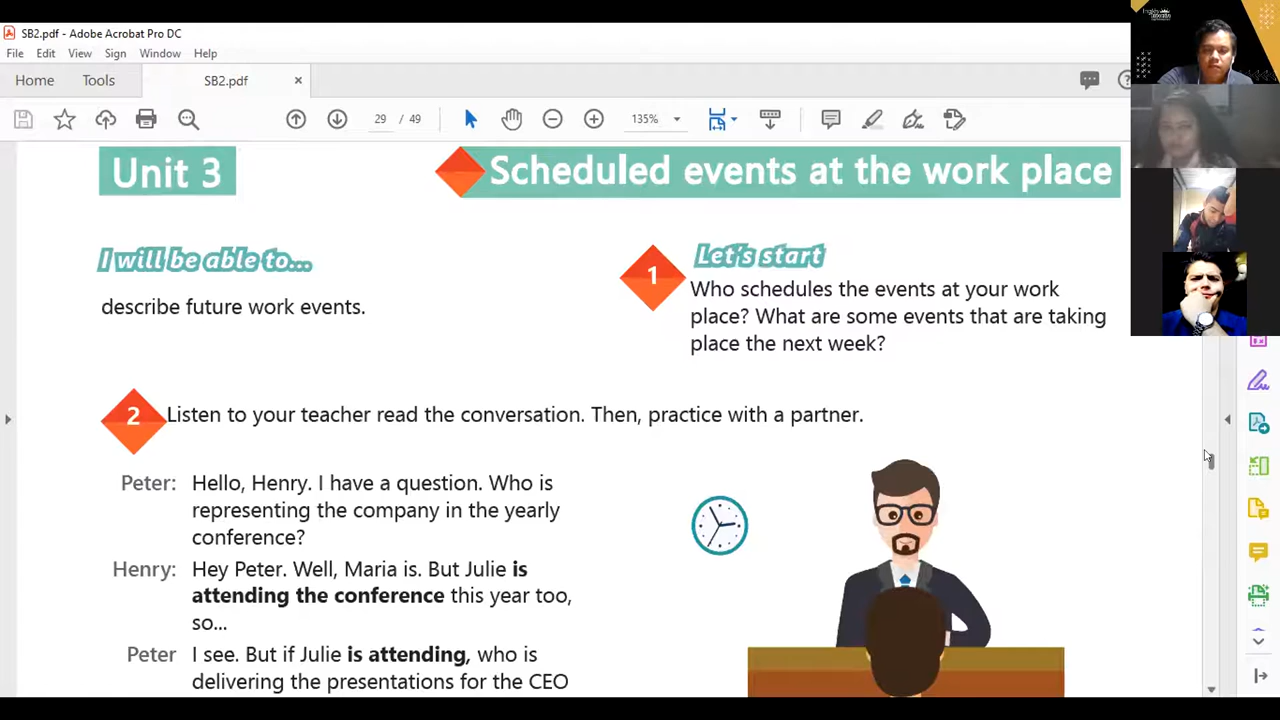 SB2.pdf - Adobe Acrobat Pro DC
File Edit View Sign Window Help
Home Tools SB2.pdf ×
29 / 49 135%
Unit 3
Scheduled events at the work place
I will be able to...
describe future work events.
1
Let's start
Who schedules the events at your work
place? What are some events that are taking
place the next week?
2
Listen to your teacher read the conversation. Then, practice with a partner.
Peter: Hello, Henry. I have a question. Who is
representing the company in the yearly
conference?
Henry: Hey Peter. Well, Maria is. But Julie is
attending the conference this year too,
so...
Peter I see. But if Julie is attending, who is
delivering the presentations for the CEO